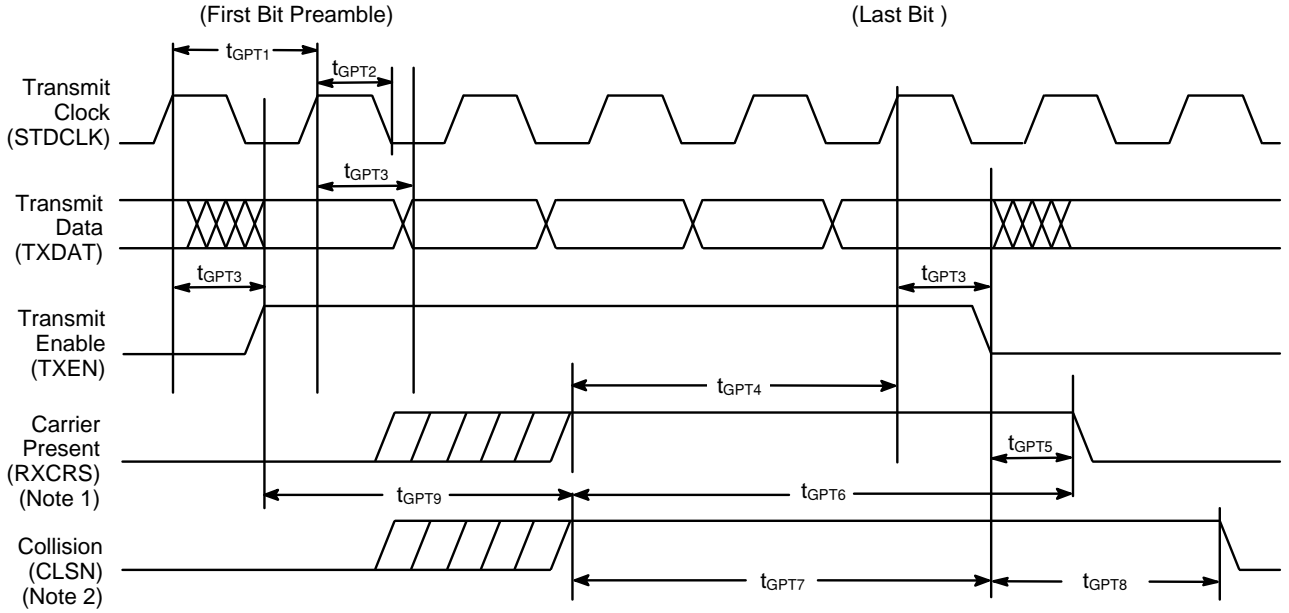 (First Bit Preamble)
(Last Bit )
tGPT1
tGPT2
Transmit
Clock
(STDCLK)
tGPT3
Transmit
Data
(TXDAT)
tGPT3
tGPT3
Transmit
Enable
(TXEN)
tGPT4
Carrier
Present
(RXCRS)
(Note 1)
tGPT5
tGPT9
tGPT6
Collision
(CLSN)
(Note 2)
tGPT7
tGPT8